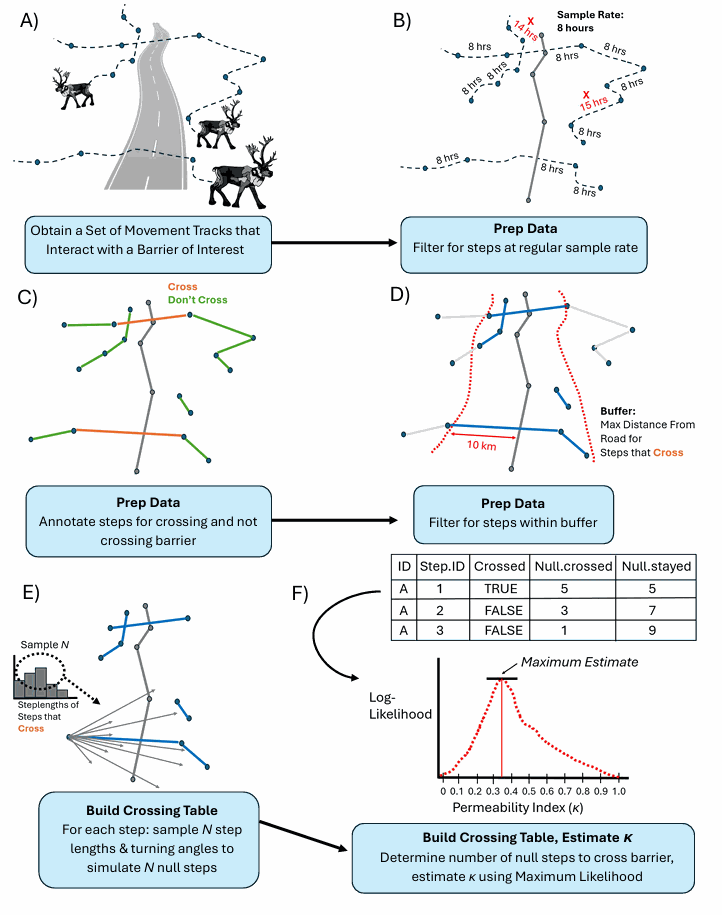 A)
Obtain a Set of Movement Tracks that
Interact with a Barrier of Interest
B)
Sample Rate:
8 hours
X
14 hrs
8 hrs
8 hrs
8 hrs
8 hrs
8 hrs
8 hrs
X
15 hrs
8 hrs
8 hrs
8 hrs
8 hrs
Prep Data
Filter for steps at regular sample rate
C)
Cross
Don't Cross
Prep Data
Annotate steps for crossing and not
crossing barrier
D)
10 km
Buffer:
Max Distance From
Road for
Steps that Cross
Prep Data
Filter for steps within buffer
E)
Sample N
Steplengths of
Steps that
Cross
Build Crossing Table
For each step: sample N step
lengths & turning angles to
simulate N null steps
F)
ID Step.ID Crossed Null.crossed Null.stayed
A 1 TRUE 5 5
A 2 FALSE 3 7
A 3 FALSE 1 9
Maximum Estimate
Log-
Likelihood
0 0.1 0.2 0.3 0.4 0.5 0.6 0.7 0.8 0.9 1.0
Permeability Index (κ)
Build Crossing Table, Estimate κ
Determine number of null steps to cross barrier,
estimate κ using Maximum Likelihood